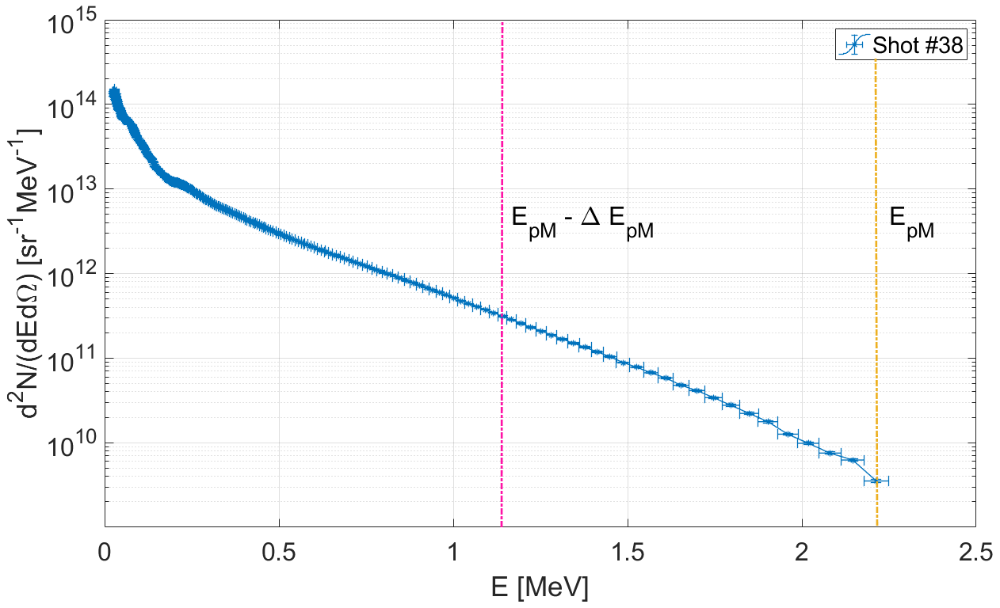 10^15
Shot #38
10^14
10^13
E_pM - Δ E_pM
E_pM
10^12
10^11
10^10
0 0.5 1 1.5 2 2.5
E [MeV]
d^2N/(dEdΩ) [sr^-1MeV^-1]